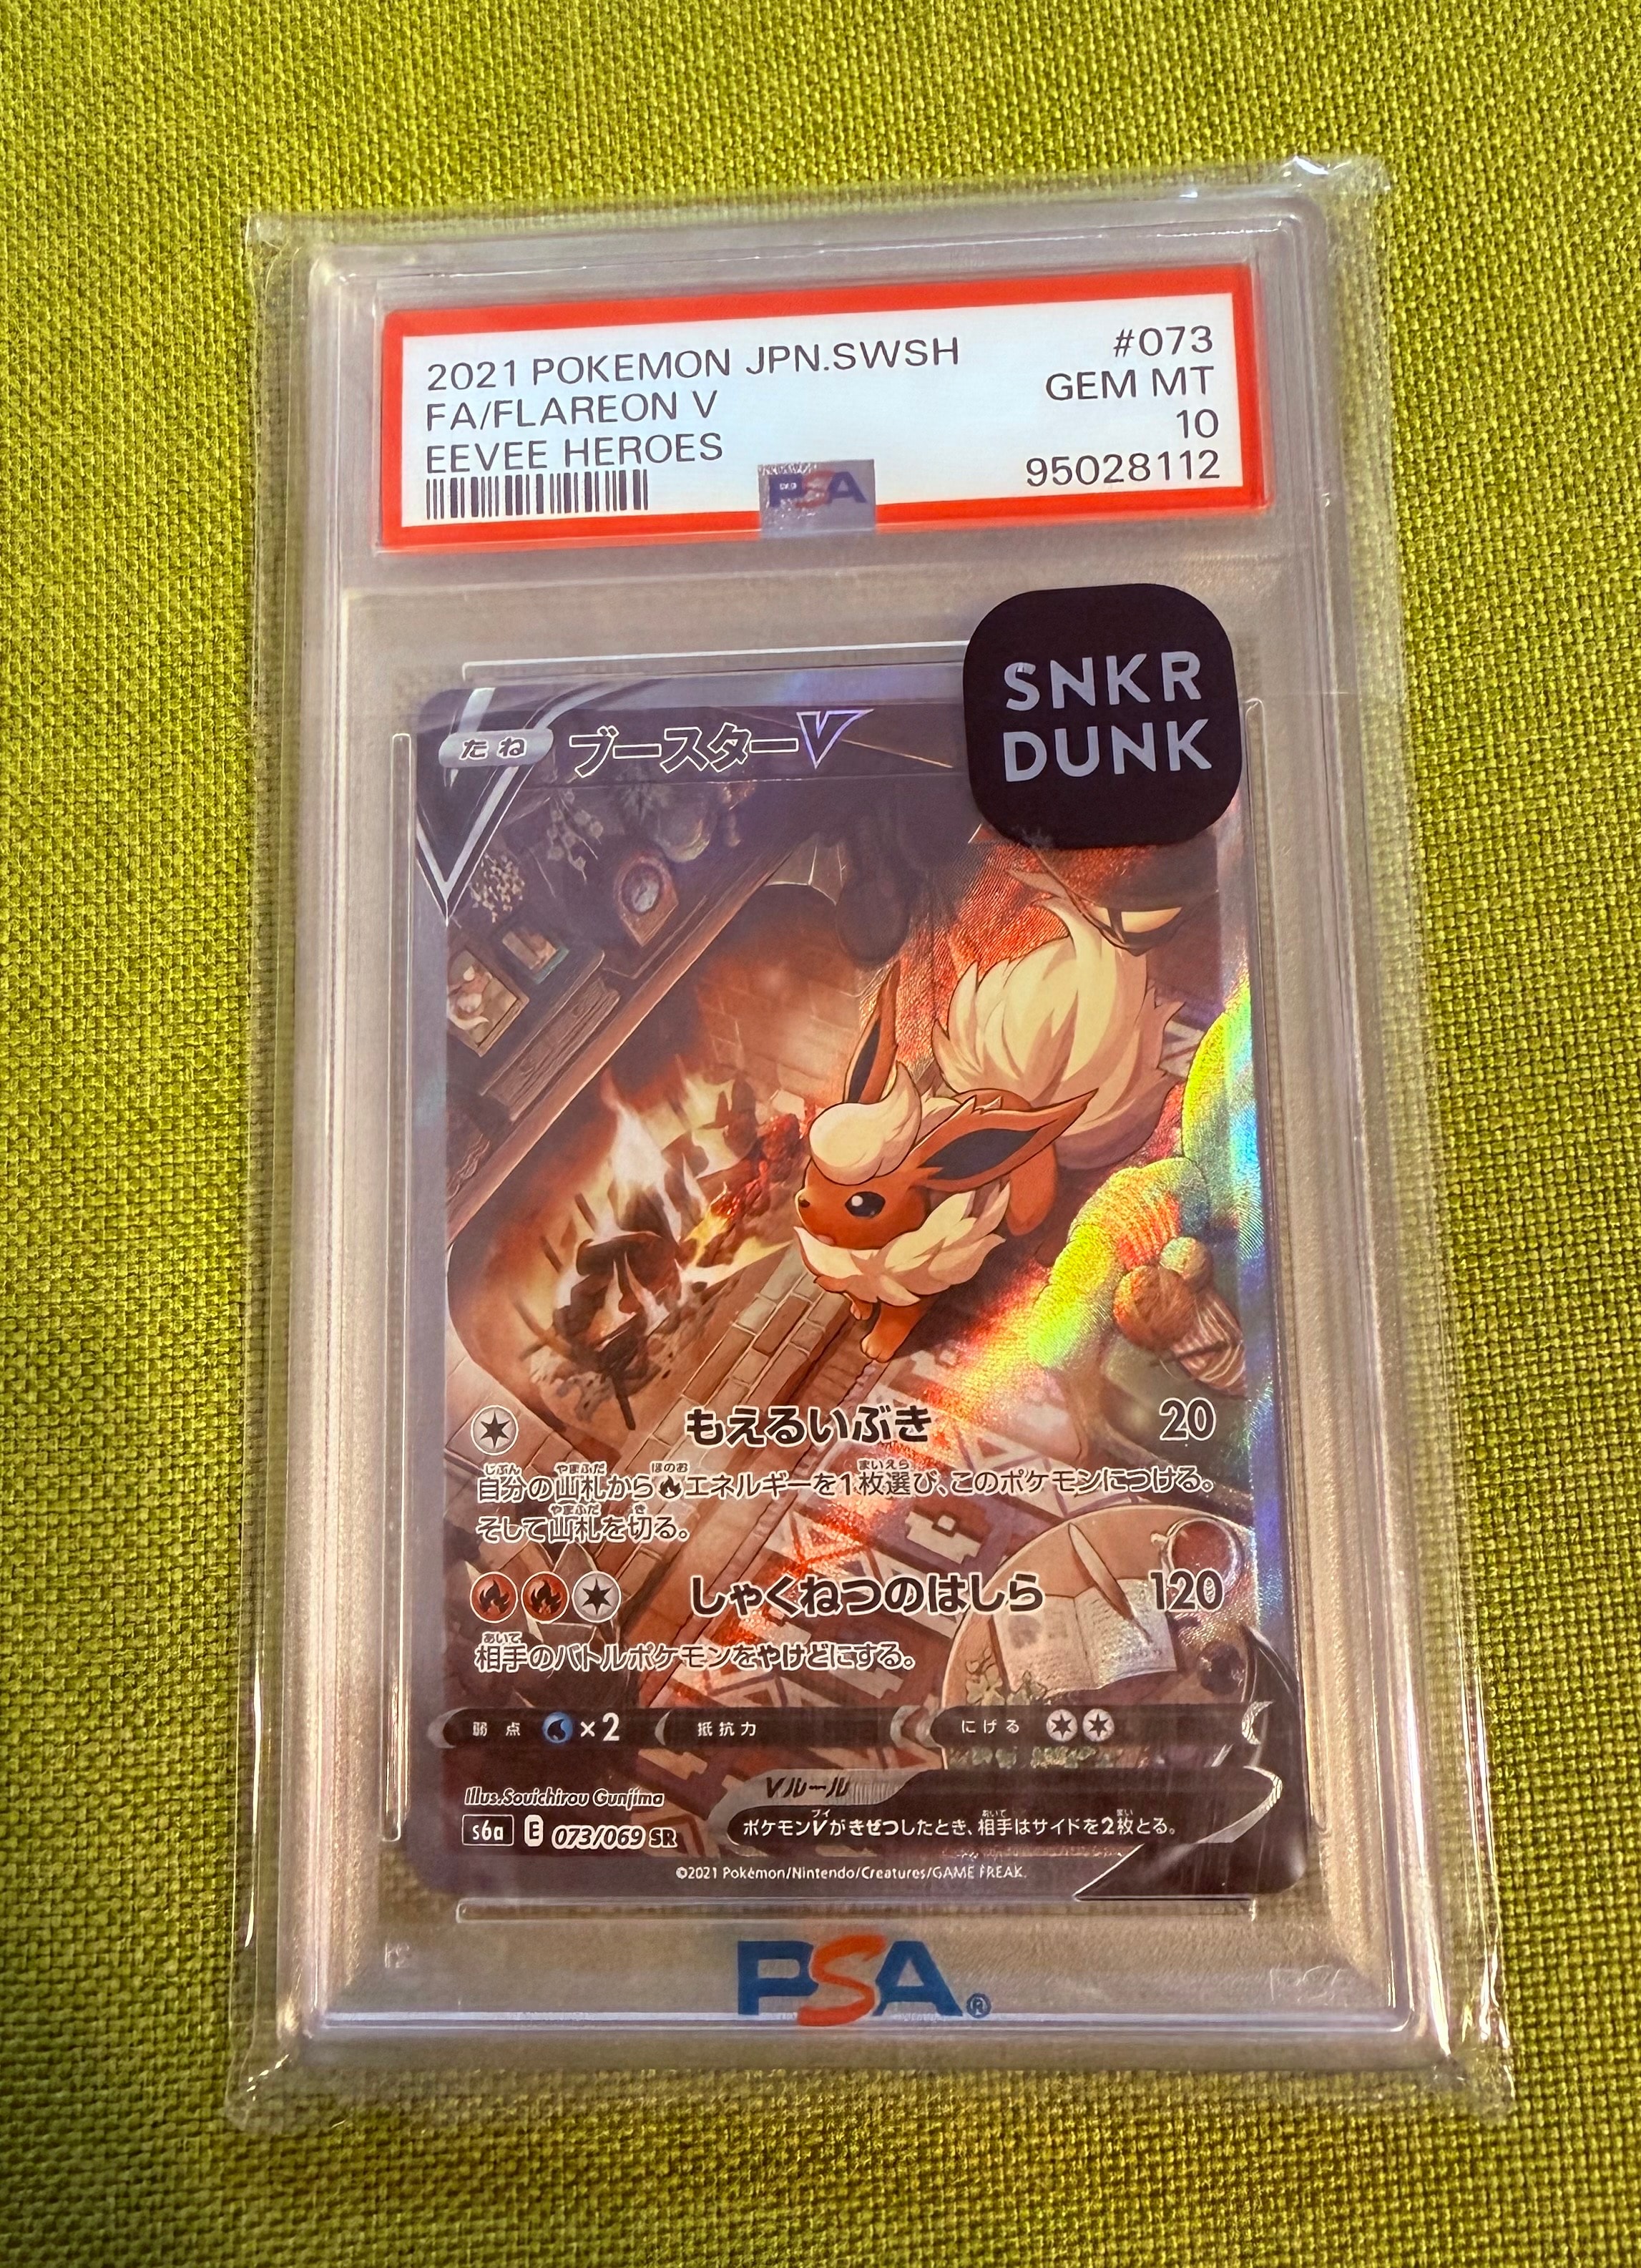 2021 POKEMON JPN.SWSH #073
FA/FLAREON V GEM MT
EEVEE HEROES 10
95028112
PSA
SNKR
DUNK
たね ブースターV
もえるいぶき 20
自分の山札から エネルギーを1枚選び、このポケモンにつける。
そして山札を切る。
しゃくねつのはしら 120
相手のバトルポケモンをやけどにする。
弱点 ×2 抵抗力 にげる
Illus.Souichirou Gunjima
Vルール
s6a E 073/069 SR
ポケモンVがきぜつしたとき、相手はサイドを2枚とる。
©2021 Pokémon/Nintendo/Creatures/GAME FREAK.
PSA®